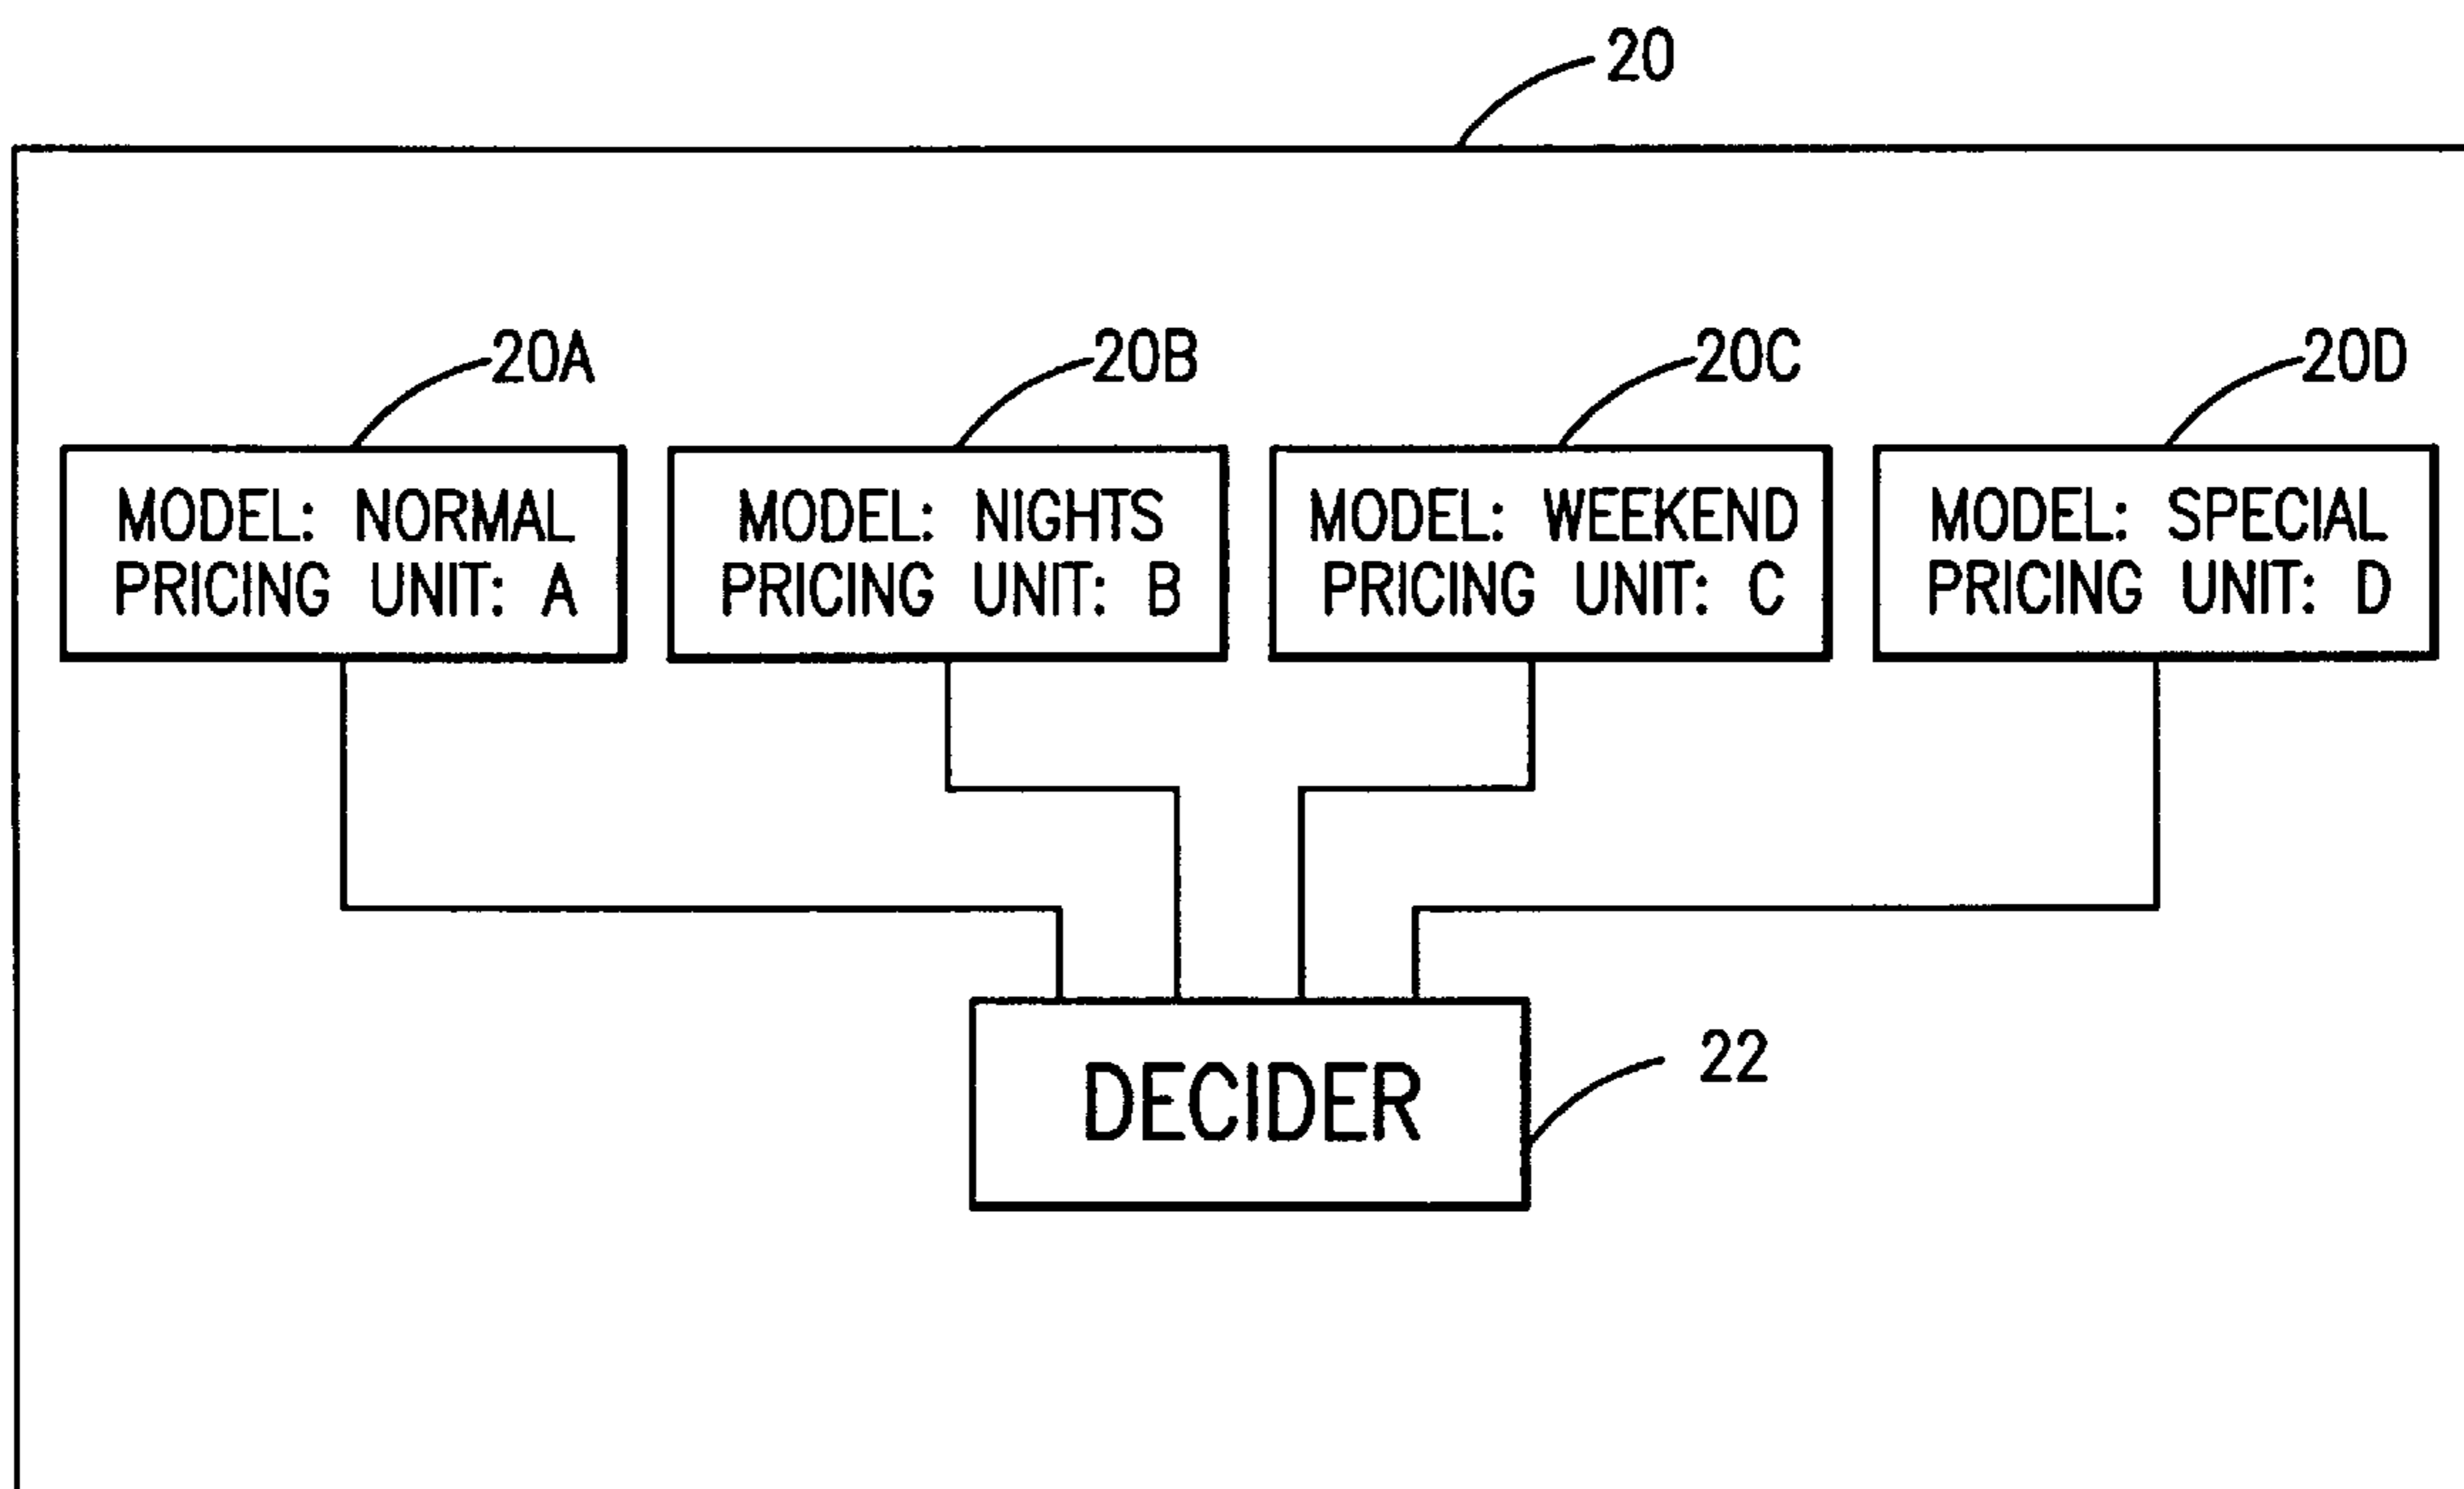 20
20A
20B
20C
20D
MODEL: NORMAL
PRICING UNIT: A
MODEL: NIGHTS
PRICING UNIT: B
MODEL: WEEKEND
PRICING UNIT: C
MODEL: SPECIAL
PRICING UNIT: D
DECIDER
22